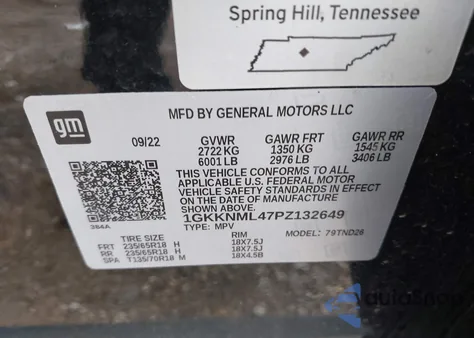 Spring Hill, Tennessee
gm
MFD BY GENERAL MOTORS LLC
09/22 GVWR GAWR FRT GAWR RR
2722 KG 1350 KG 1545 KG
6001 LB 2976 LB 3406 LB
THIS VEHICLE CONFORMS TO ALL
APPLICABLE U.S. FEDERAL MOTOR
VEHICLE SAFETY STANDARDS IN EFFECT
ON THE DATE OF MANUFACTURE
SHOWN ABOVE.
1GKKNML47PZ132649
364A
TYPE: MPV MODEL: 79TND26
TIRE SIZE RIM
FRT 235/65R18 H 18X7.5J
RR 235/65R18 H 18X7.5J
SPA T135/70R18 M 18X4.5B